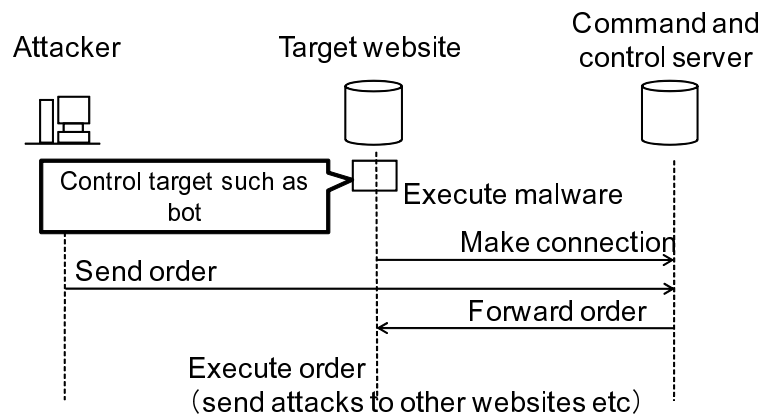 Attacker
Target website
Command and
control server
Control target such as
bot
Execute malware
Make connection
Send order
Forward order
Execute order
（send attacks to other websites etc）